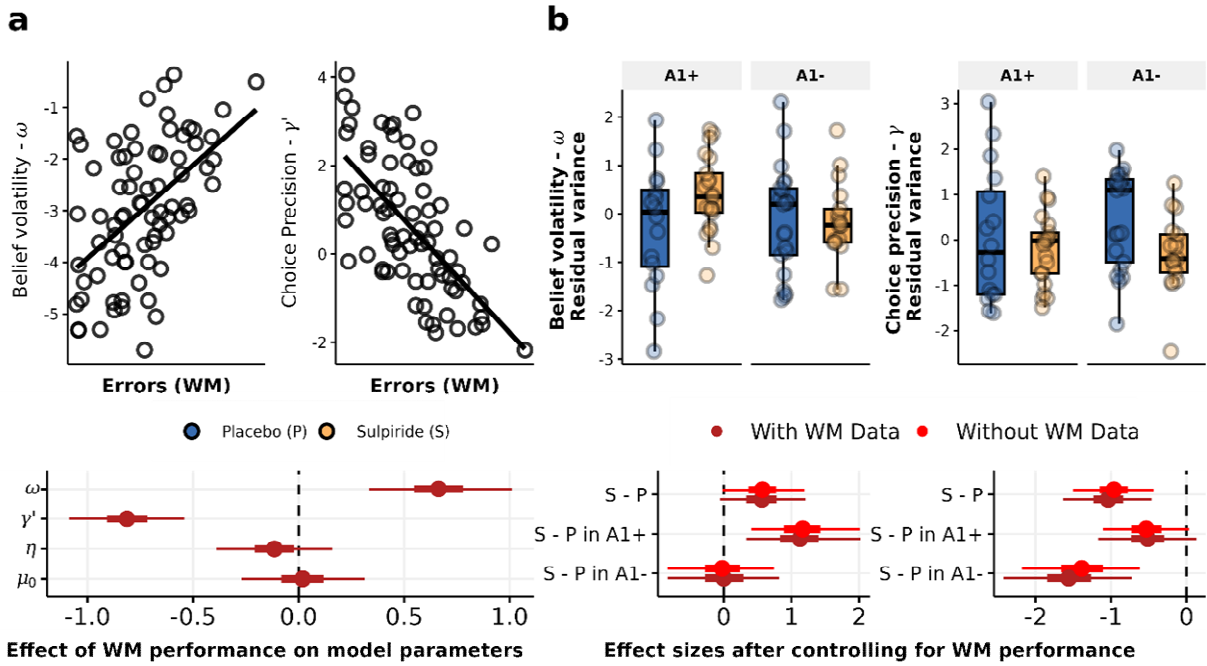 a
b
Belief volatility - ω
-1
-2
-3
-4
-5
Errors (WM)
Choice Precision - γ'
4
2
0
-2
Errors (WM)
Belief volatility - ω
Residual variance
A1+
A1-
2
1
0
-1
-2
-3
Choice precision - γ
Residual variance
A1+
A1-
3
2
1
0
-1
-2
Placebo (P)
Sulpiride (S)
With WM Data
Without WM Data
ω
γ'
η
μ0
-1.0
-0.5
0.0
0.5
1.0
Effect of WM performance on model parameters
S - P
S - P in A1+
S - P in A1-
0
1
2
S - P
S - P in A1+
S - P in A1-
-2
-1
0
Effect sizes after controlling for WM performance